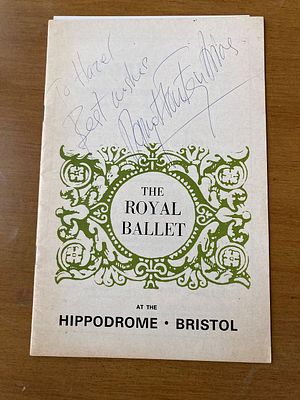 To Hazel
Best wishes
THE
ROYAL
BALLET
AT THE
HIPPODROME • BRISTOL